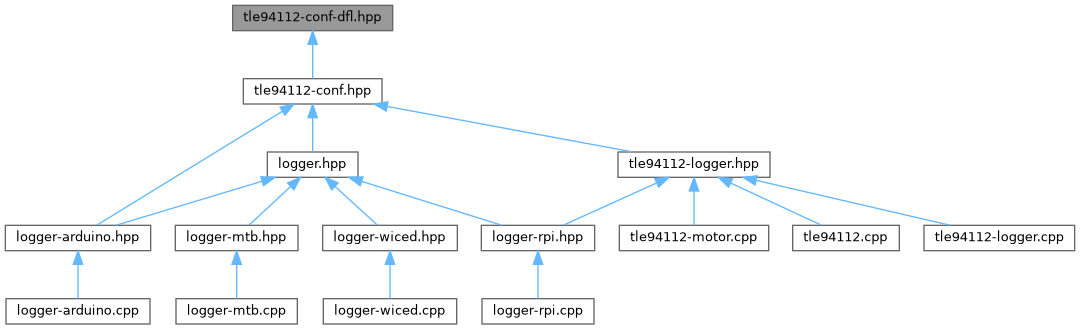 tle94112-conf-dfl.hpp
tle94112-conf.hpp
logger.hpp
tle94112-logger.hpp
logger-arduino.hpp
logger-mtb.hpp
logger-wiced.hpp
logger-rpi.hpp
tle94112-motor.cpp
tle94112.cpp
tle94112-logger.cpp
logger-arduino.cpp
logger-mtb.cpp
logger-wiced.cpp
logger-rpi.cpp